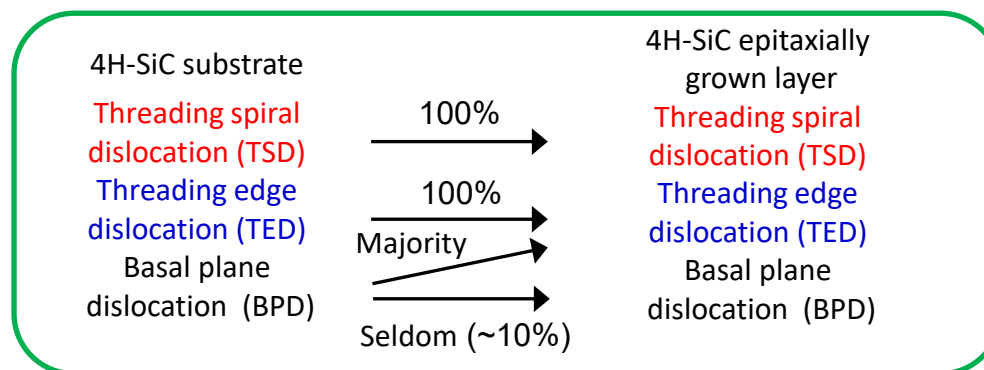 4H-SiC substrate
Threading spiral
dislocation (TSD)
Threading edge
dislocation (TED)
Basal plane
dislocation (BPD)
100%
100%
Majority
Seldom (~10%)
4H-SiC epitaxially
grown layer
Threading spiral
dislocation (TSD)
Threading edge
dislocation (TED)
Basal plane
dislocation (BPD)